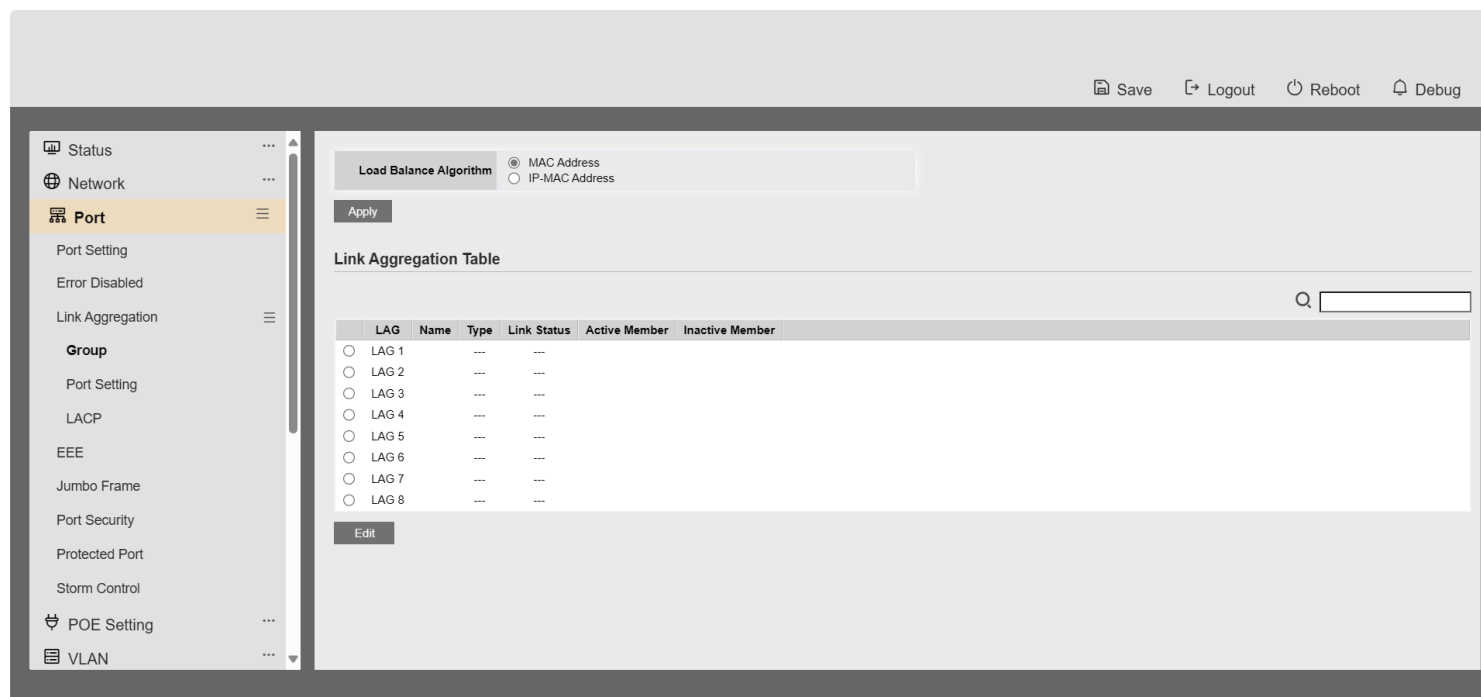 Save Logout Reboot Debug
Status ...
Network ...
Port
Port Setting
Error Disabled
Link Aggregation
Group
Port Setting
LACP
EEE
Jumbo Frame
Port Security
Protected Port
Storm Control
POE Setting ...
VLAN ...
Load Balance Algorithm
MAC Address
IP-MAC Address
Apply
Link Aggregation Table
LAG Name Type Link Status Active Member Inactive Member
LAG 1 --- ---
LAG 2 --- ---
LAG 3 --- ---
LAG 4 --- ---
LAG 5 --- ---
LAG 6 --- ---
LAG 7 --- ---
LAG 8 --- ---
Edit